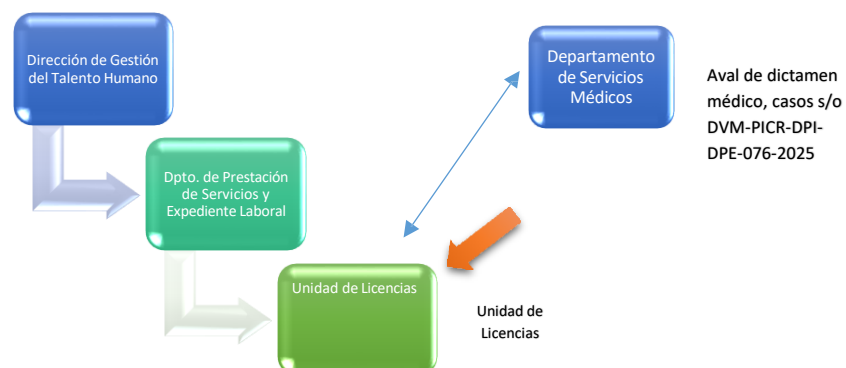 Dirección de Gestión
del Talento Humano
Departamento
de Servicios
Médicos
Aval de dictamen
médico, casos s/o
DVM-PICR-DPI-
DPE-076-2025
Dpto. de Prestación
de Servicios y
Expediente Laboral
Unidad de Licencias
Unidad de
Licencias